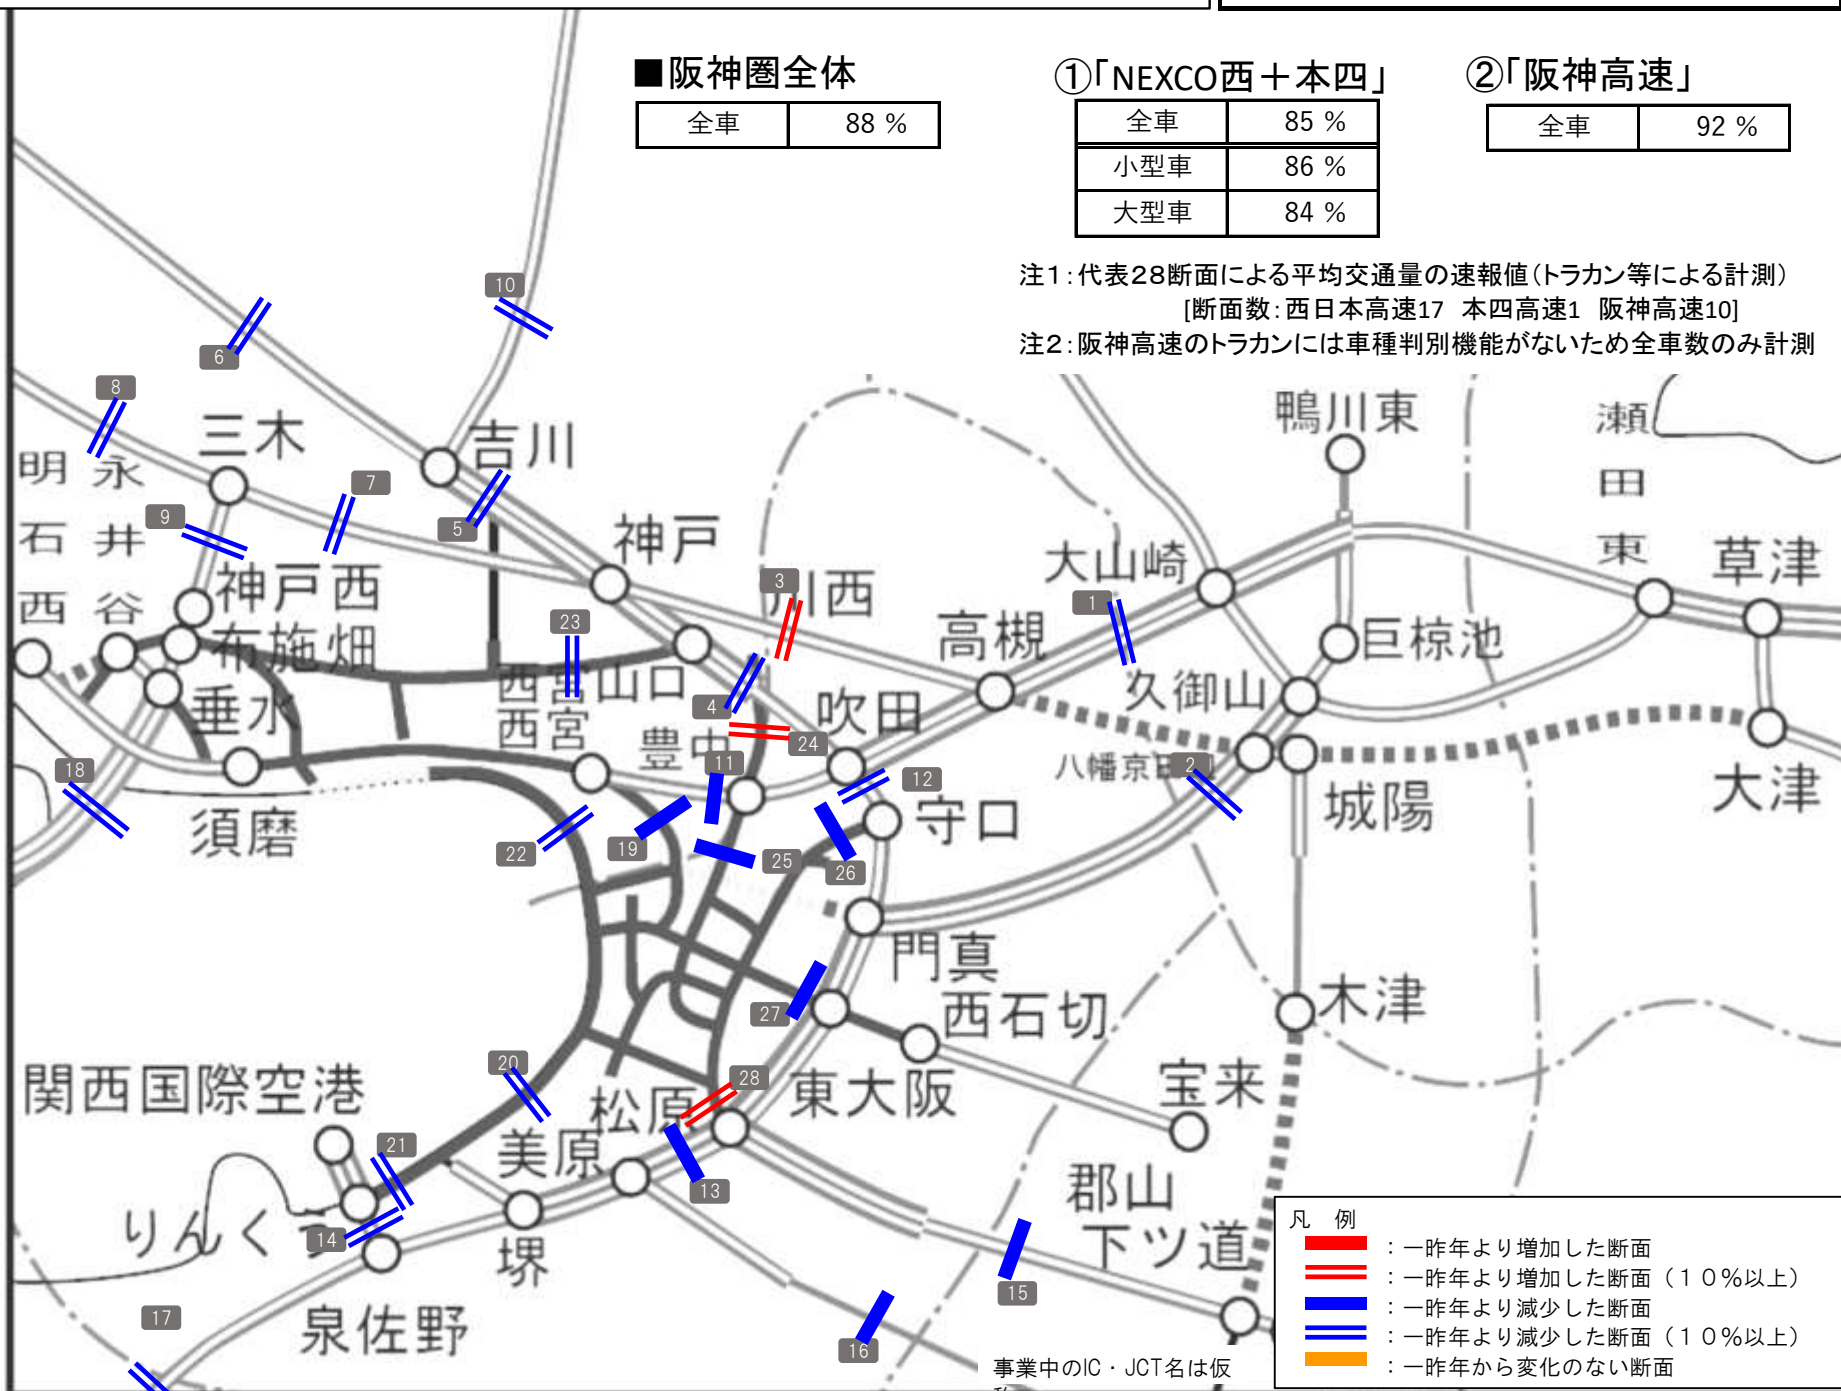 ■阪神圏全体
全車 88 %
①「NEXCO西＋本四」
全車 85 %
小型車 86 %
大型車 84 %
②「阪神高速」
全車 92 %
注1：代表28断面による平均交通量の速報値（トラカン等による計測）
[断面数：西日本高速17 本四高速1 阪神高速10]
注2：阪神高速のトラカンには車種判別機能がないため全車数のみ計測
10
6
8
三木
吉川
鴨川東
瀬田東
明石西
永井谷
7
9
5
神戸
大山崎
草津
3
川西
神戸西
1
高槻
23
布施畑
巨椋池
西宮山口
久御山
4
垂水
吹田
西宮
豊中
24
11
18
12
八幡京田辺
2
大津
城陽
須磨
守口
22
19
25
26
門真
27
西石切
木津
関西国際空港
20
28
松原
東大阪
宝来
21
美原
13
郡山下ツ道
りんくう
14
堺
15
17
泉佐野
16
事業中のIC・JCT名は仮
凡 例
：一昨年より増加した断面
：一昨年より増加した断面（１０％以上）
：一昨年より減少した断面
：一昨年より減少した断面（１０％以上）
：一昨年から変化のない断面